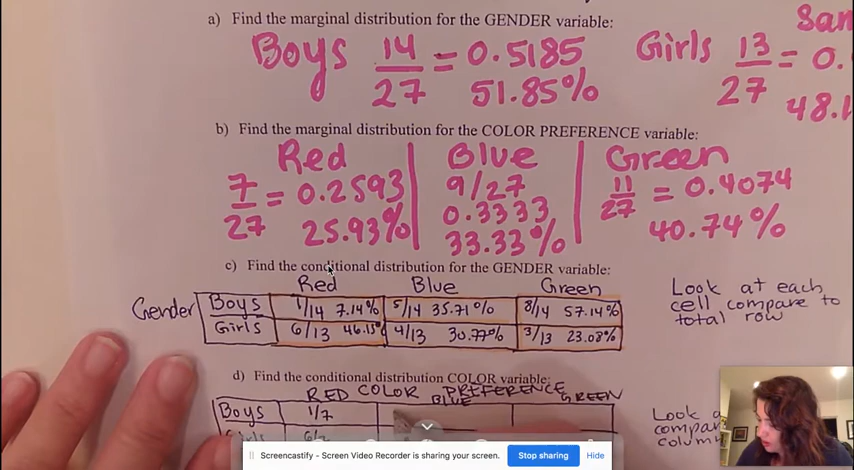 a) Find the marginal distribution for the GENDER variable:
San
Boys 14/27 = 0.5185
51.85%
Girls 13/27 = 0.
48.1
b) Find the marginal distribution for the COLOR PREFERENCE variable:
Red Blue Green
7/27 = 0.2593
25.93%
9/27
0.3333
33.33%
11/27 = 0.4074
40.74%
c) Find the conditional distribution for the GENDER variable:
Red Blue Green
Gender
Boys 1/14 7.14% 5/14 35.71% 8/14 57.14%
Girls 6/13 46.15% 4/13 30.77% 3/13 23.08%
Look at each
cell compare to
total row
d) Find the conditional distribution COLOR variable:
COLOR PREFERENCE
RED BLUE GREEN
Boys 1/7
Look
compar
column
Screencastify - Screen Video Recorder is sharing your screen. Stop sharing Hide